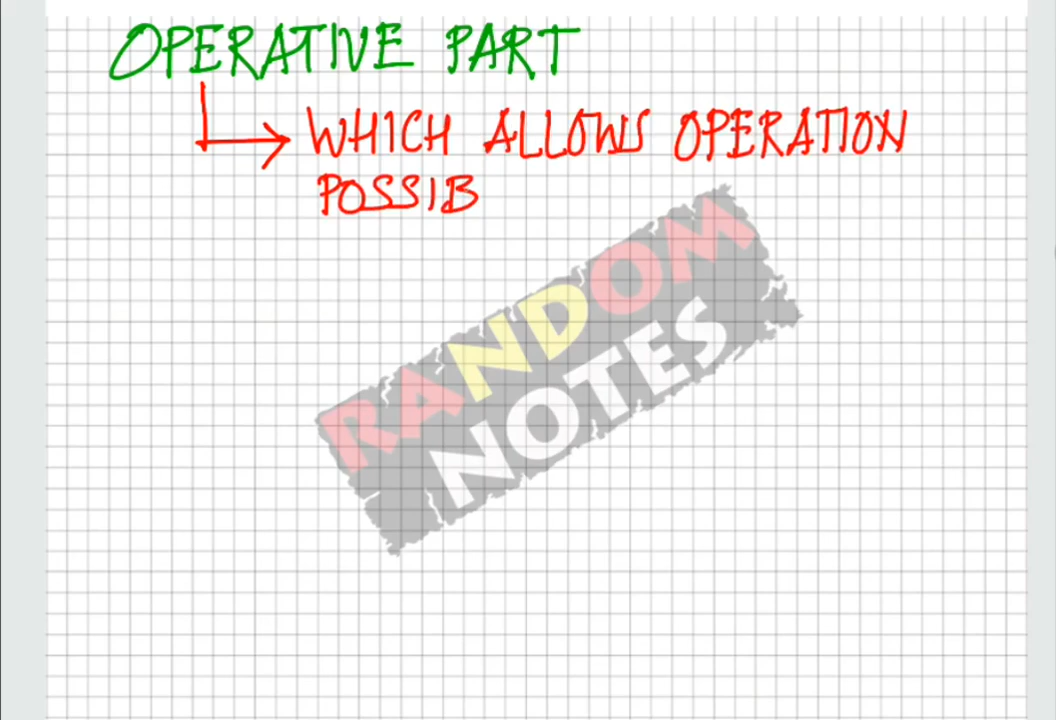 OPERATIVE PART
WHICH ALLOWS OPERATION
POSSIB
RANDOM
NOTES